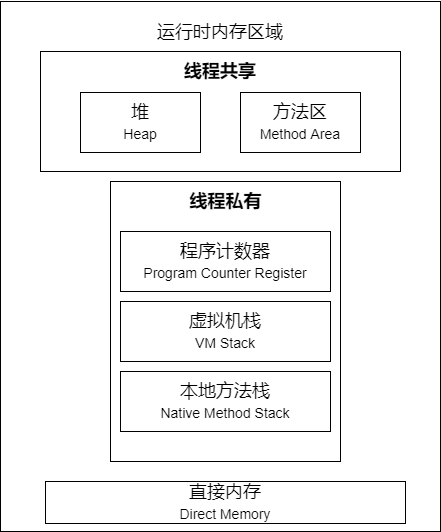 运行时内存区域
线程共享
堆
Heap
方法区
Method Area
线程私有
程序计数器
Program Counter Register
虚拟机栈
VM Stack
本地方法栈
Native Method Stack
直接内存
Direct Memory